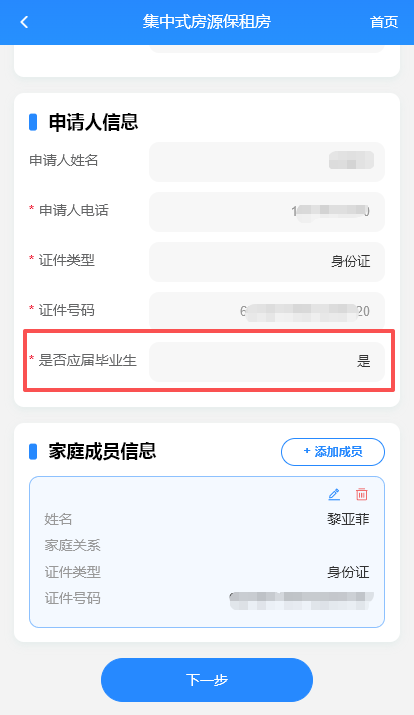 集中式房源保租房
首页
申请人信息
申请人姓名
* 申请人电话 1 0
* 证件类型 身份证
* 证件号码 6 20
* 是否应届毕业生 是
家庭成员信息
+ 添加成员
姓名 黎亚菲
家庭关系
证件类型 身份证
证件号码
下一步